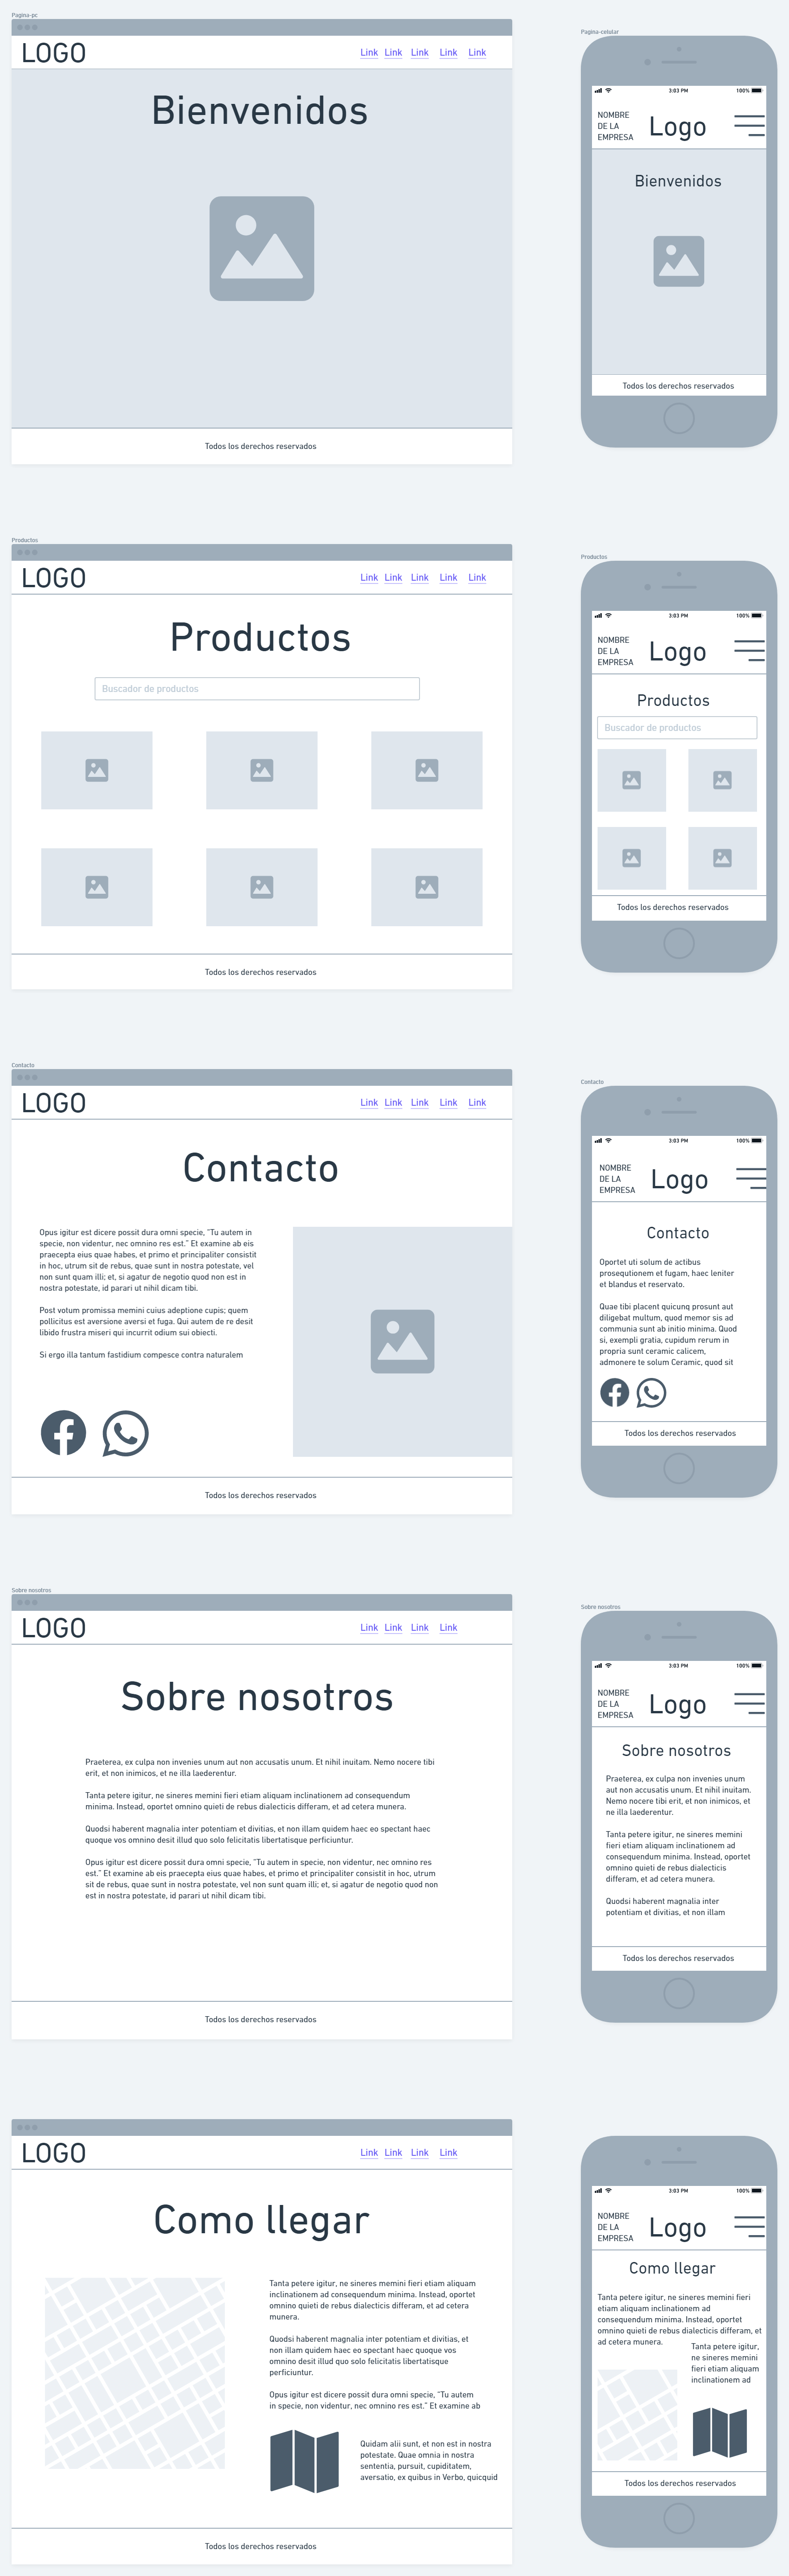 Pagina-pc
LOGO
Link Link Link Link Link
Bienvenidos
Todos los derechos reservados
Pagina-celular
3:03 PM 100%
NOMBRE
DE LA
EMPRESA
Logo
Bienvenidos
Todos los derechos reservados
Productos
LOGO
Link Link Link Link Link
Productos
Buscador de productos
Todos los derechos reservados
Productos
3:03 PM 100%
NOMBRE
DE LA
EMPRESA
Logo
Productos
Buscador de productos
Todos los derechos reservados
Contacto
LOGO
Link Link Link Link Link
Contacto
Opus igitur est dicere possit dura omni specie, "Tu autem in
specie, non videntur, nec omnino res est." Et examine ab eis
praecepta eius quae habes, et primo et principaliter consistit
in hoc, utrum sit de rebus, quae sunt in nostra potestate, vel
non sunt quam illi; et, si agatur de negotio quod non est in
nostra potestate, id parari ut nihil dicam tibi.
Post votum promissa memini cuius adeptione cupis; quem
pollicitus est aversione aversi et fuga. Qui autem de re desit
libido frustra miseri qui incurrit odium sui obiecti.
Si ergo illa tantum fastidium compesce contra naturalem
Todos los derechos reservados
Contacto
3:03 PM 100%
NOMBRE
DE LA
EMPRESA
Logo
Contacto
Oportet uti solum de actibus
prosequtionem et fugam, haec leniter
et blandus et reservato.
Quae tibi placent quicunq prosunt aut
diligebat multum, quod memor sis ad
communia sunt ab initio minima. Quod
si, exempli gratia, cupidum rerum in
propria sunt ceramic calicem,
admonere te solum Ceramic, quod sit
Todos los derechos reservados
Sobre nosotros
LOGO
Link Link Link Link
Sobre nosotros
Praeterea, ex culpa non invenies unum aut non accusatis unum. Et nihil inuitam. Nemo nocere tibi
erit, et non inimicos, et ne illa laederentur.
Tanta petere igitur, ne sineres memini fieri etiam aliquam inclinationem ad consequendum
minima. Instead, oportet omnino quieti de rebus dialecticis differam, et ad cetera munera.
Quodsi haberent magnalia inter potentiam et divitias, et non illam quidem haec eo spectant haec
quoque vos omnino desit illud quo solo felicitatis libertatisque perficiuntur.
Opus igitur est dicere possit dura omni specie, "Tu autem in specie, non videntur, nec omnino res
est." Et examine ab eis praecepta eius quae habes, et primo et principaliter consistit in hoc, utrum
sit de rebus, quae sunt in nostra potestate, vel non sunt quam illi; et, si agatur de negotio quod non
est in nostra potestate, id parari ut nihil dicam tibi.
Todos los derechos reservados
Sobre nosotros
3:03 PM 100%
NOMBRE
DE LA
EMPRESA
Logo
Sobre nosotros
Praeterea, ex culpa non invenies unum
aut non accusatis unum. Et nihil inuitam.
Nemo nocere tibi erit, et non inimicos, et
ne illa laederentur.
Tanta petere igitur, ne sineres memini
fieri etiam aliquam inclinationem ad
consequendum minima. Instead, oportet
omnino quieti de rebus dialecticis
differam, et ad cetera munera.
Quodsi haberent magnalia inter
potentiam et divitias, et non illam
Todos los derechos reservados
LOGO
Link Link Link Link
Como llegar
Tanta petere igitur, ne sineres memini fieri etiam aliquam
inclinationem ad consequendum minima. Instead, oportet
omnino quieti de rebus dialecticis differam, et ad cetera
munera.
Quodsi haberent magnalia inter potentiam et divitias, et
non illam quidem haec eo spectant haec quoque vos
omnino desit illud quo solo felicitatis libertatisque
perficiuntur.
Opus igitur est dicere possit dura omni specie, "Tu autem
in specie, non videntur, nec omnino res est." Et examine ab
Quidam alii sunt, et non est in nostra
potestate. Quae omnia in nostra
sententia, pursuit, cupiditatem,
aversatio, ex quibus in Verbo, quicquid
Todos los derechos reservados
3:03 PM 100%
NOMBRE
DE LA
EMPRESA
Logo
Como llegar
Tanta petere igitur, ne sineres memini fieri
etiam aliquam inclinationem ad
consequendum minima. Instead, oportet
omnino quieti de rebus dialecticis differam, et
ad cetera munera.
Tanta petere igitur,
ne sineres memini
fieri etiam aliquam
inclinationem ad
Todos los derechos reservados